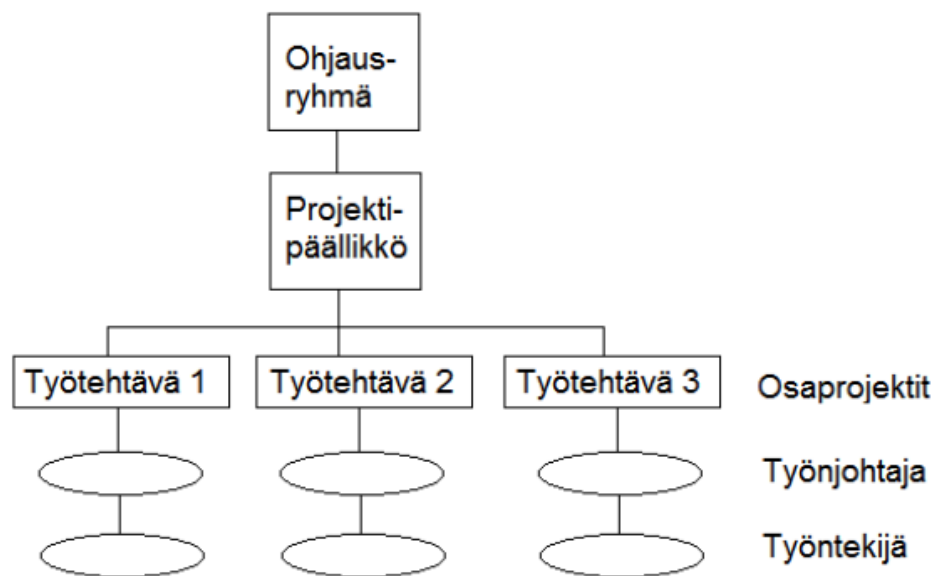 Ohjaus-
ryhmä
Projekti-
päällikkö
Työtehtävä 1
Työtehtävä 2
Työtehtävä 3
Osaprojektit
Työnjohtaja
Työntekijä